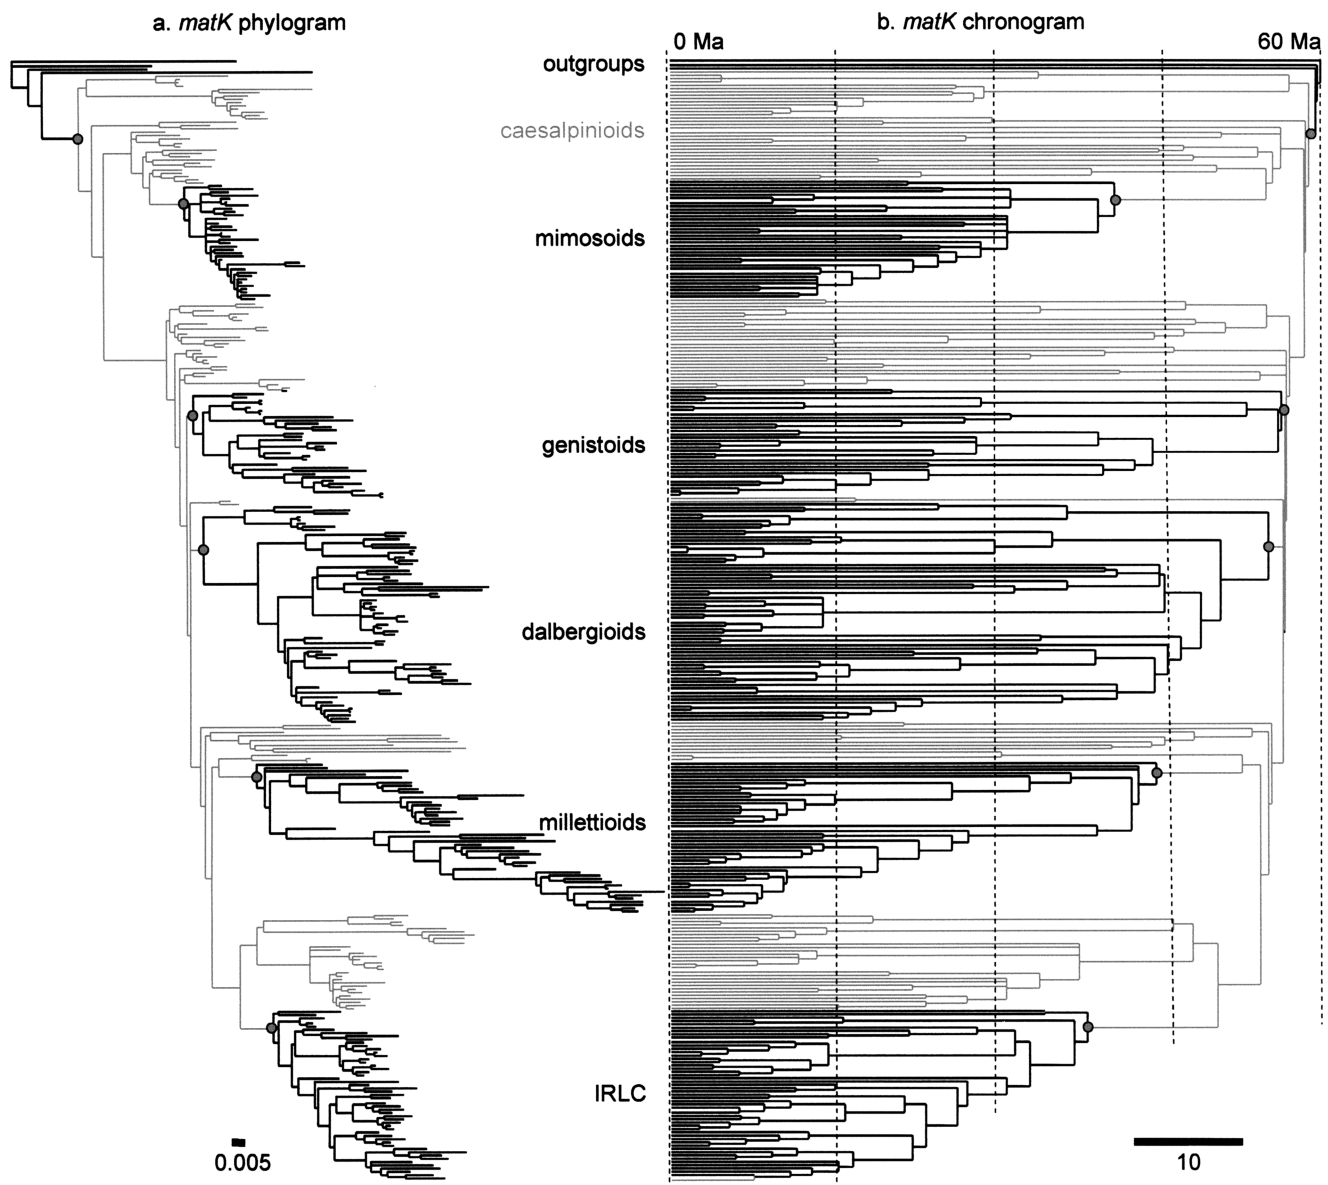 a. matK phylogram
b. matK chronogram
0 Ma
60 Ma
outgroups
caesalpinioids
mimosoids
genistoids
dalbergioids
millettioids
IRLC
0.005
10